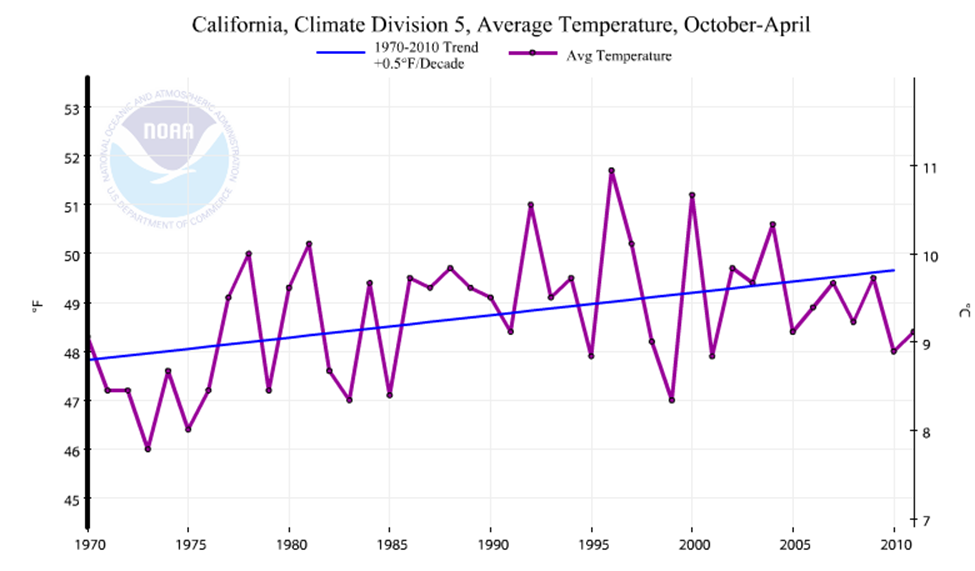 California, Climate Division 5, Average Temperature, October-April
1970-2010 Trend
+0.5°F/Decade
Avg Temperature
NATIONAL OCEANIC AND ATMOSPHERIC ADMINISTRATION
NOAA
U.S. DEPARTMENT OF COMMERCE
53
52
51
50
49
48
47
46
45
°F
11
10
9
8
7
°C
1970
1975
1980
1985
1990
1995
2000
2005
2010